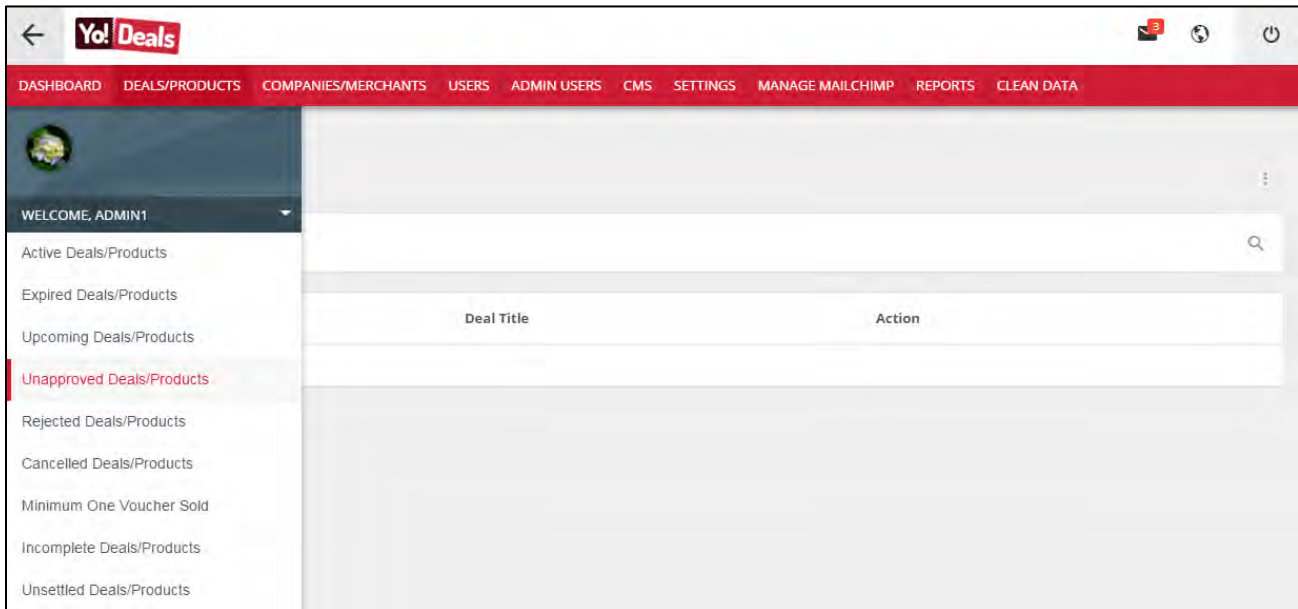 Yo! Deals
3
DASHBOARD DEALS/PRODUCTS COMPANIES/MERCHANTS USERS ADMIN USERS CMS SETTINGS MANAGE MAILCHIMP REPORTS CLEAN DATA
WELCOME, ADMIN1
Active Deals/Products
Expired Deals/Products
Deal Title Action
Upcoming Deals/Products
Unapproved Deals/Products
Rejected Deals/Products
Cancelled Deals/Products
Minimum One Voucher Sold
Incomplete Deals/Products
Unsettled Deals/Products